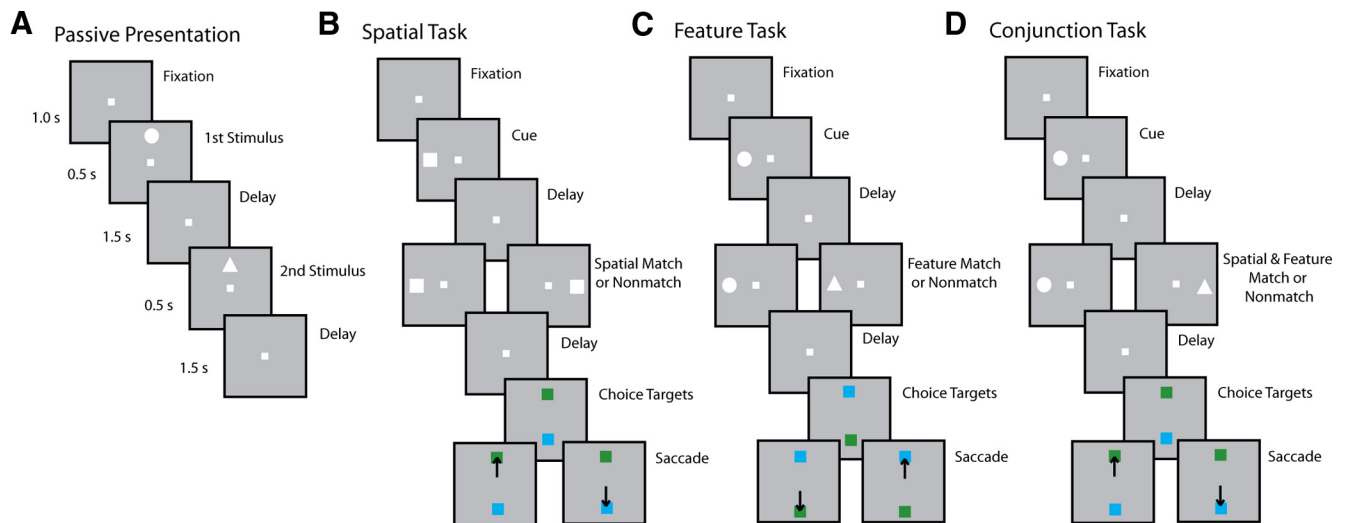 A Passive Presentation
Fixation
1.0 s
1st Stimulus
0.5 s
Delay
1.5 s
2nd Stimulus
0.5 s
Delay
1.5 s
B Spatial Task
Fixation
Cue
Delay
Spatial Match
or Nonmatch
Delay
Choice Targets
Saccade
C Feature Task
Fixation
Cue
Delay
Feature Match
or Nonmatch
Delay
Choice Targets
Saccade
D Conjunction Task
Fixation
Cue
Delay
Spatial & Feature
Match or
Nonmatch
Delay
Choice Targets
Saccade